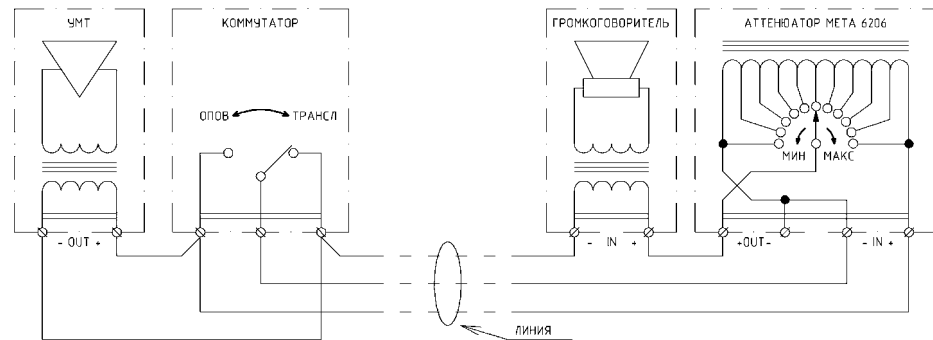 УМТ
КОММУТАТОР
ГРОМКОГОВОРИТЕЛЬ
АТТЕНЮАТОР МЕТА 6206
ОПОВ
ТРАНСЛ
МИН
МАКС
- OUT +
- IN +
+OUT-
- IN +
ЛИНИЯ